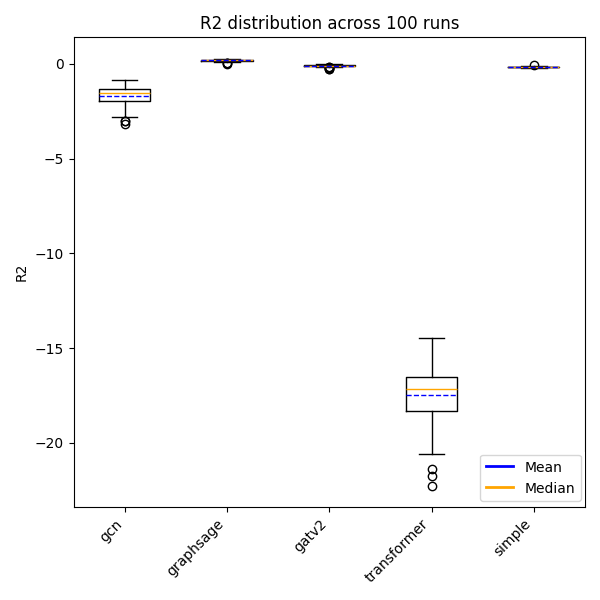 R2 distribution across 100 runs
R2
0
−5
−10
−15
−20
gcn
graphsage
gatv2
transformer
simple
Mean
Median